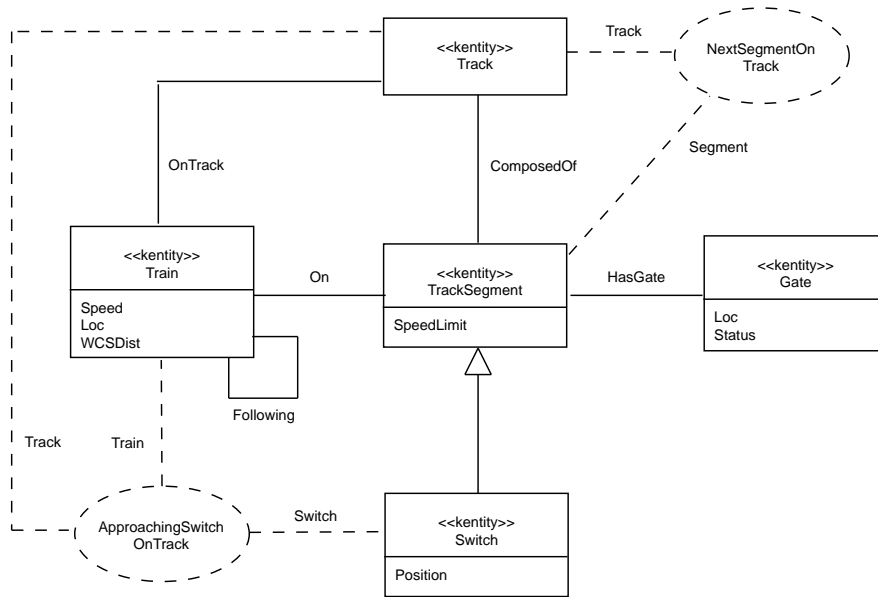 Track
<<kentity>>
Track
NextSegmentOn
Track
Segment
OnTrack
ComposedOf
<<kentity>>
Train
Speed
Loc
WCSDist
On
<<kentity>>
TrackSegment
SpeedLimit
HasGate
<<kentity>>
Gate
Loc
Status
Following
Track
Train
ApproachingSwitch
OnTrack
Switch
<<kentity>>
Switch
Position